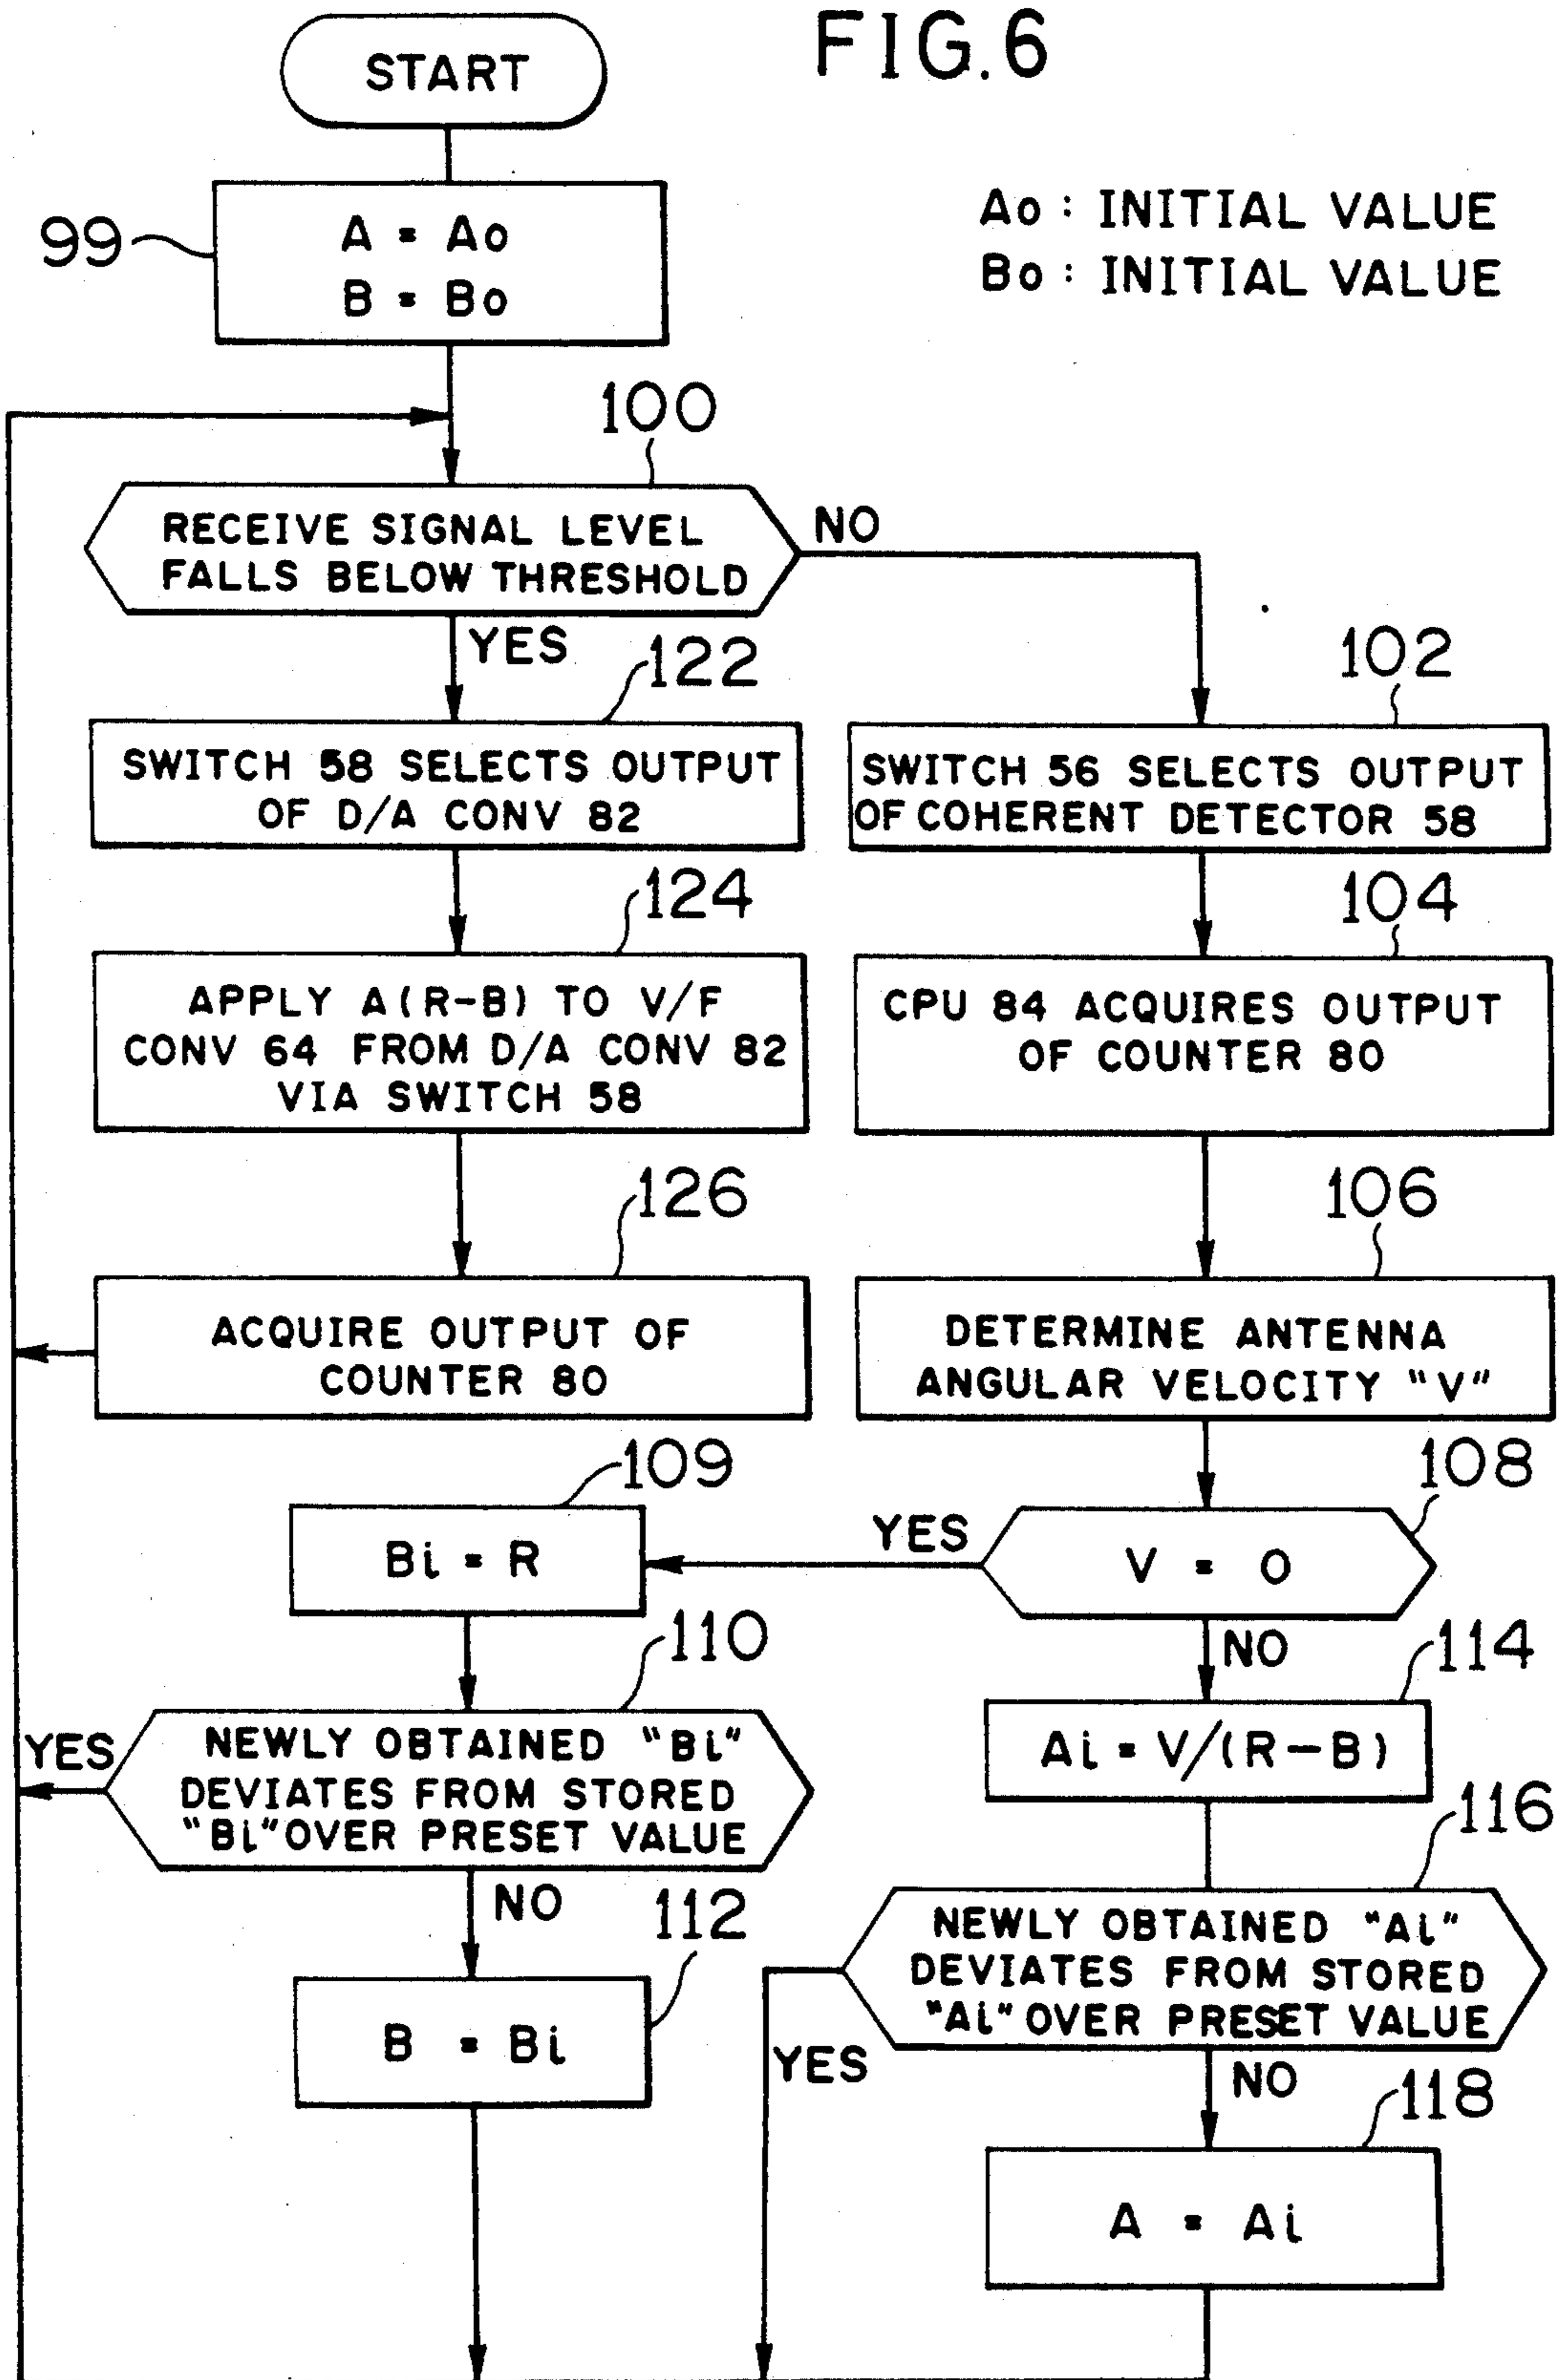 FIG. 6
START
99
A = Ao
B = Bo
Ao : INITIAL VALUE
Bo : INITIAL VALUE
100
RECEIVE SIGNAL LEVEL
FALLS BELOW THRESHOLD
NO
YES
122
SWITCH 58 SELECTS OUTPUT
OF D/A CONV 82
102
SWITCH 56 SELECTS OUTPUT
OF COHERENT DETECTOR 58
124
APPLY A(R-B) TO V/F
CONV 64 FROM D/A CONV 82
VIA SWITCH 58
104
CPU 84 ACQUIRES OUTPUT
OF COUNTER 80
126
ACQUIRE OUTPUT OF
COUNTER 80
106
DETERMINE ANTENNA
ANGULAR VELOCITY "V"
108
V = 0
YES
NO
109
Bi = R
110
NEWLY OBTAINED "Bi"
DEVIATES FROM STORED
"Bi" OVER PRESET VALUE
YES
NO
112
B = Bi
114
Ai = V/(R-B)
116
NEWLY OBTAINED "Ai"
DEVIATES FROM STORED
"Ai" OVER PRESET VALUE
YES
NO
118
A = Ai